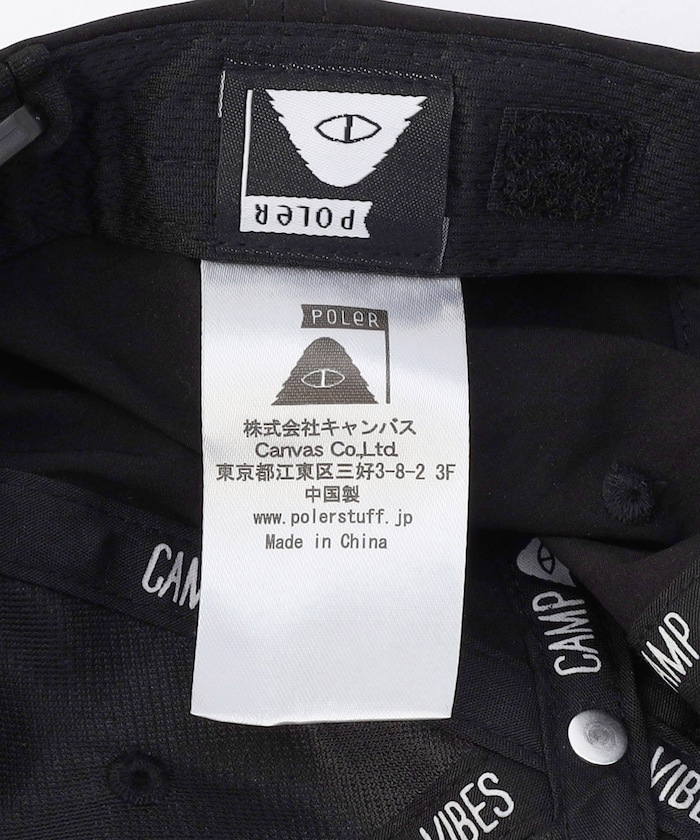 POLeR
POLeR
株式会社キャンパス
Canvas Co.,Ltd.
東京都江東区三好3-8-2 3F
中国製
www.polerstuff.jp
Made in China
CAM
CAMP
AMP
VIBES
VIBES